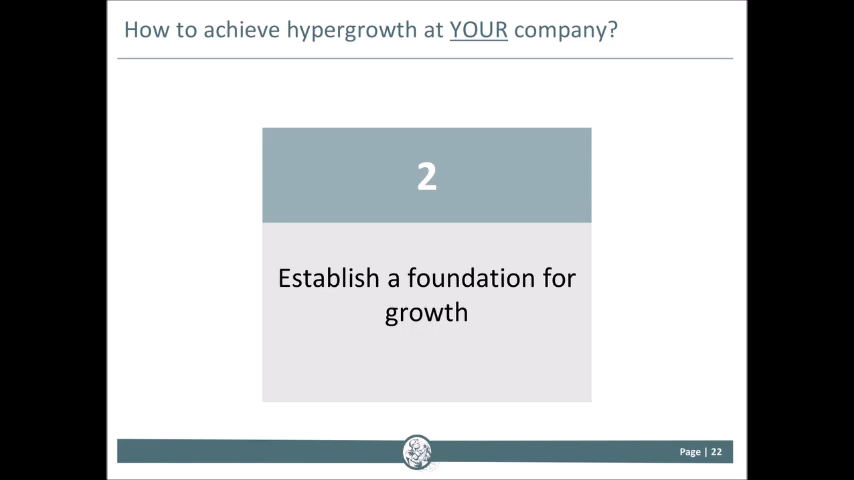 How to achieve hypergrowth at YOUR company?
2
Establish a foundation for
growth
Page | 22